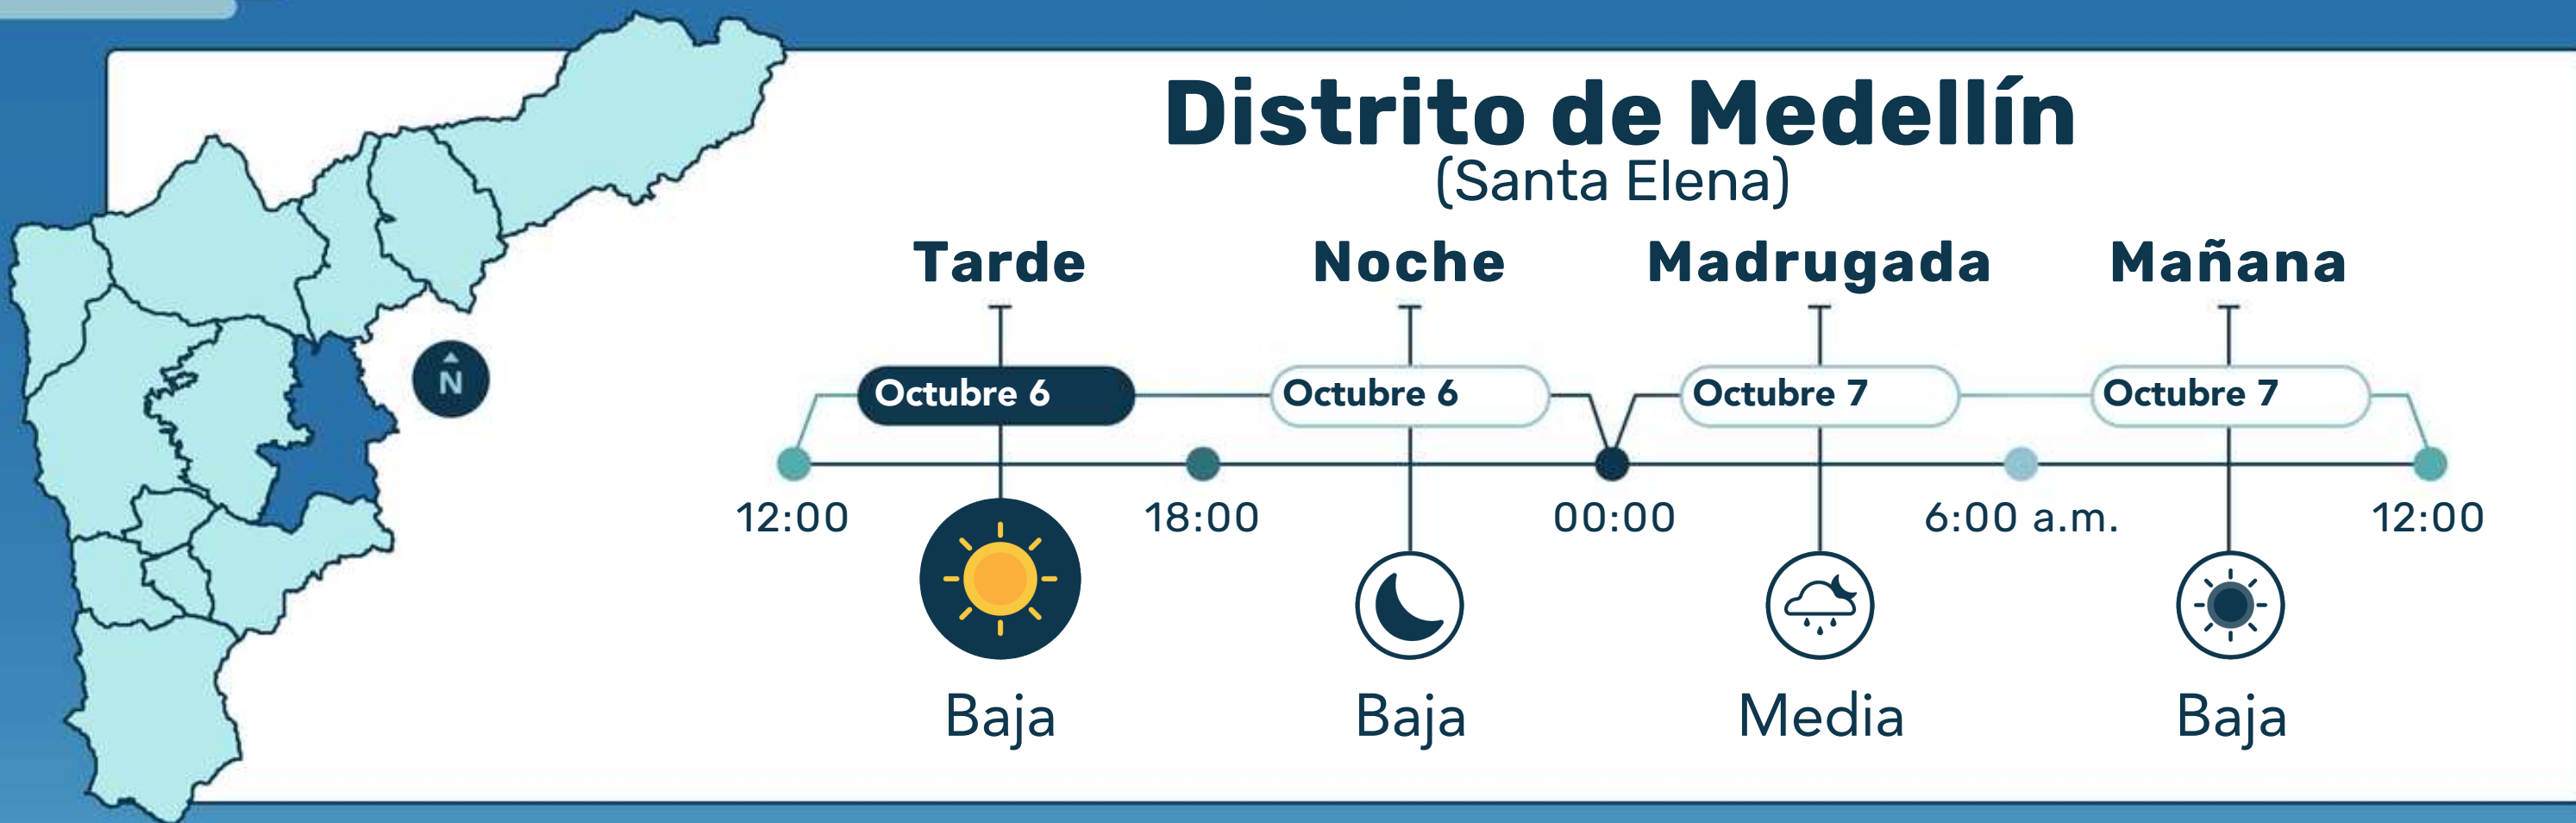 Distrito de Medellín
(Santa Elena)
Tarde Noche Madrugada Mañana
Octubre 6 Octubre 6 Octubre 7 Octubre 7
N
12:00 18:00 00:00 6:00 a.m. 12:00
Baja Baja Media Baja